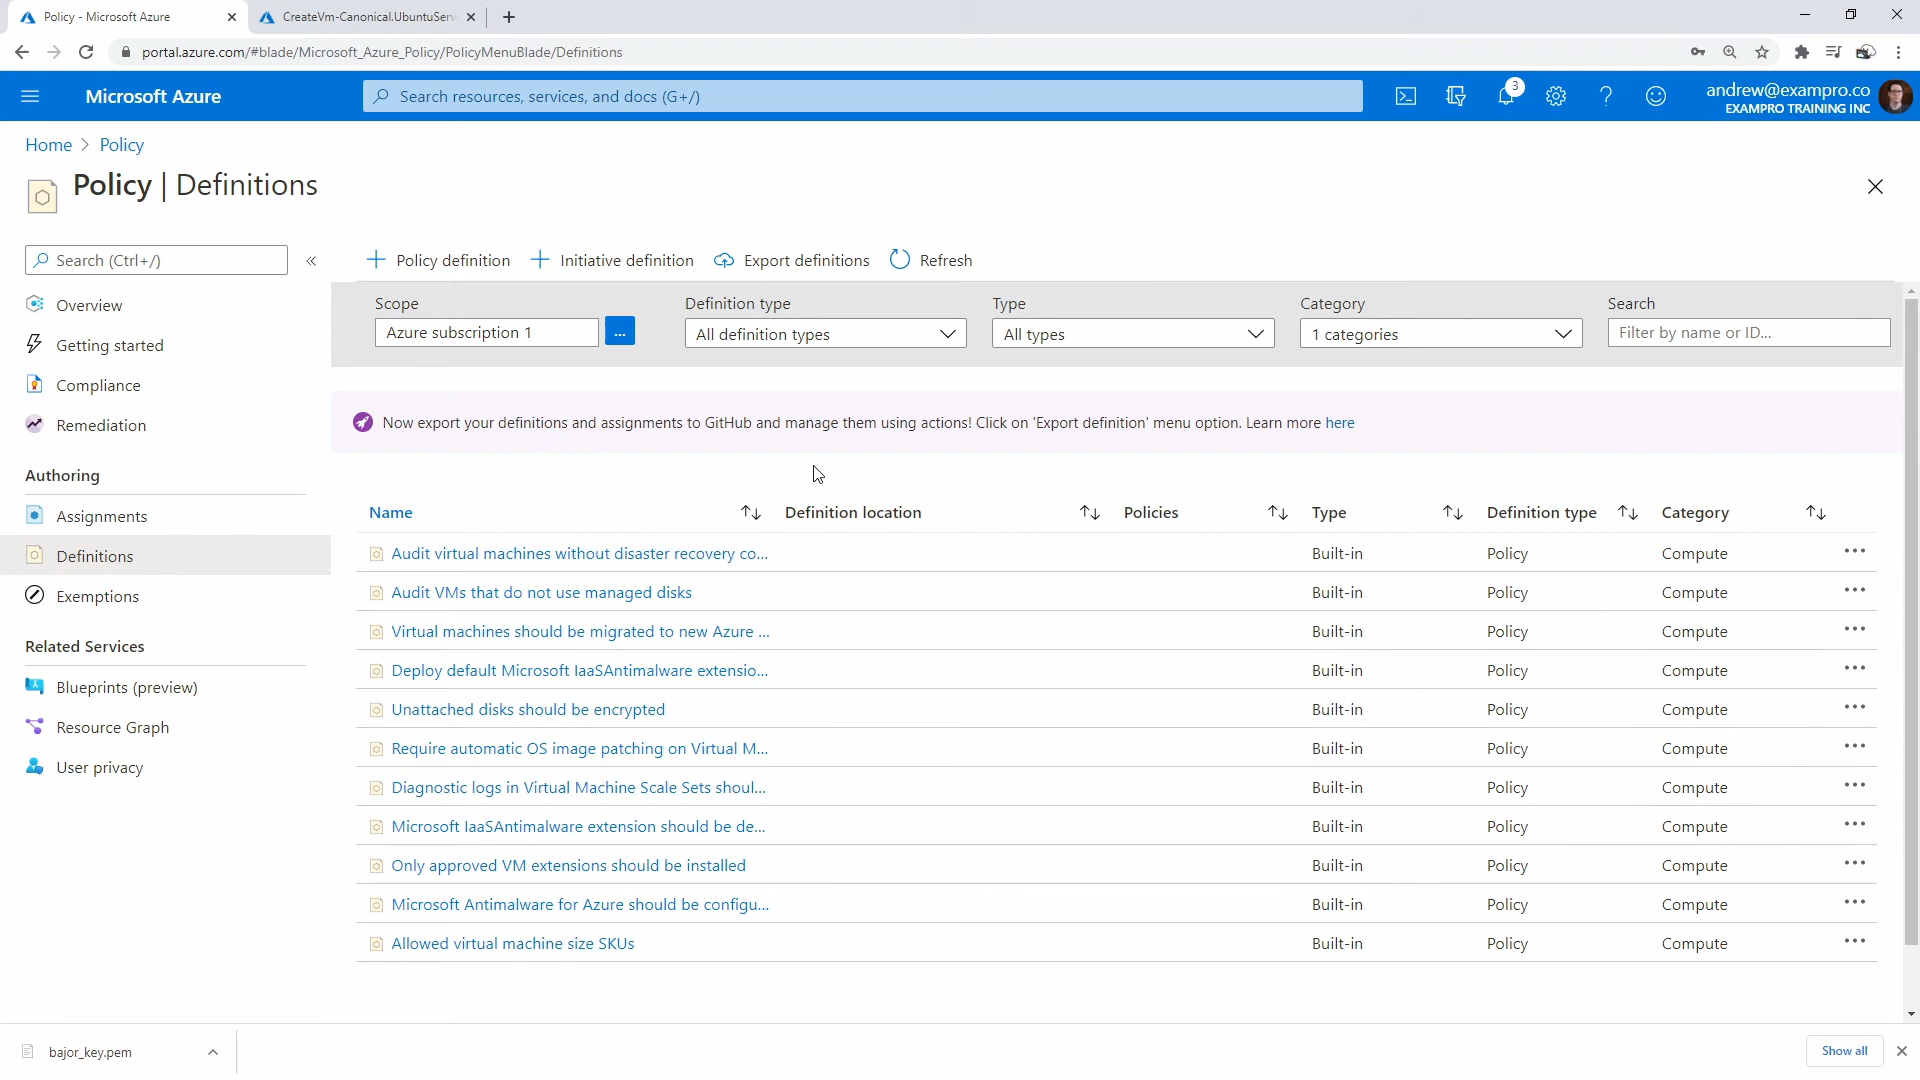 Policy - Microsoft Azure
CreateVm-Canonical.UbuntuServ
portal.azure.com/#blade/Microsoft_Azure_Policy/PolicyMenuBlade/Definitions
Microsoft Azure
Search resources, services, and docs (G+/)
3
andrew@exampro.co
EXAMPRO TRAINING INC
Home > Policy
Policy | Definitions
Search (Ctrl+/)
«
Policy definition
Initiative definition
Export definitions
Refresh
Overview
Getting started
Compliance
Remediation
Authoring
Assignments
Definitions
Exemptions
Related Services
Blueprints (preview)
Resource Graph
User privacy
Scope
Definition type
Type
Category
Search
Azure subscription 1
...
All definition types
All types
1 categories
Filter by name or ID...
Now export your definitions and assignments to GitHub and manage them using actions! Click on 'Export definition' menu option. Learn more here
Name Definition location Policies Type Definition type Category
Audit virtual machines without disaster recovery co... Built-in Policy Compute ...
Audit VMs that do not use managed disks Built-in Policy Compute ...
Virtual machines should be migrated to new Azure ... Built-in Policy Compute ...
Deploy default Microsoft IaaSAntimalware extensio... Built-in Policy Compute ...
Unattached disks should be encrypted Built-in Policy Compute ...
Require automatic OS image patching on Virtual M... Built-in Policy Compute ...
Diagnostic logs in Virtual Machine Scale Sets shoul... Built-in Policy Compute ...
Microsoft IaaSAntimalware extension should be de... Built-in Policy Compute ...
Only approved VM extensions should be installed Built-in Policy Compute ...
Microsoft Antimalware for Azure should be configu... Built-in Policy Compute ...
Allowed virtual machine size SKUs Built-in Policy Compute ...
bajor_key.pem
Show all